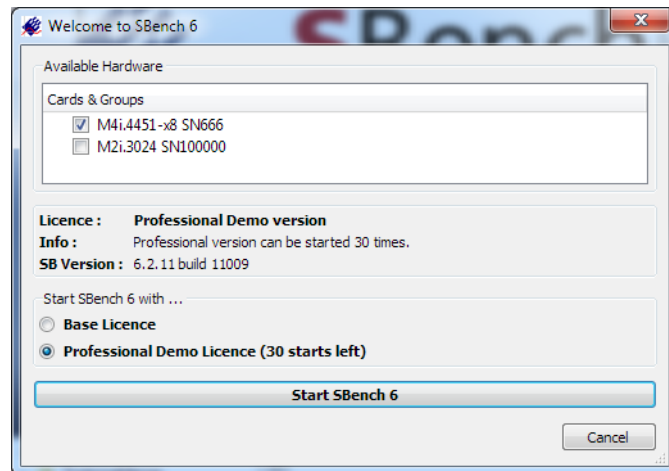 Welcome to SBench 6
SBench
Available Hardware
Cards & Groups
M4i.4451-x8 SN666
M2i.3024 SN100000
Licence : Professional Demo version
Info : Professional version can be started 30 times.
SB Version : 6.2.11 build 11009
Start SBench 6 with ...
Base Licence
Professional Demo Licence (30 starts left)
Start SBench 6
Cancel